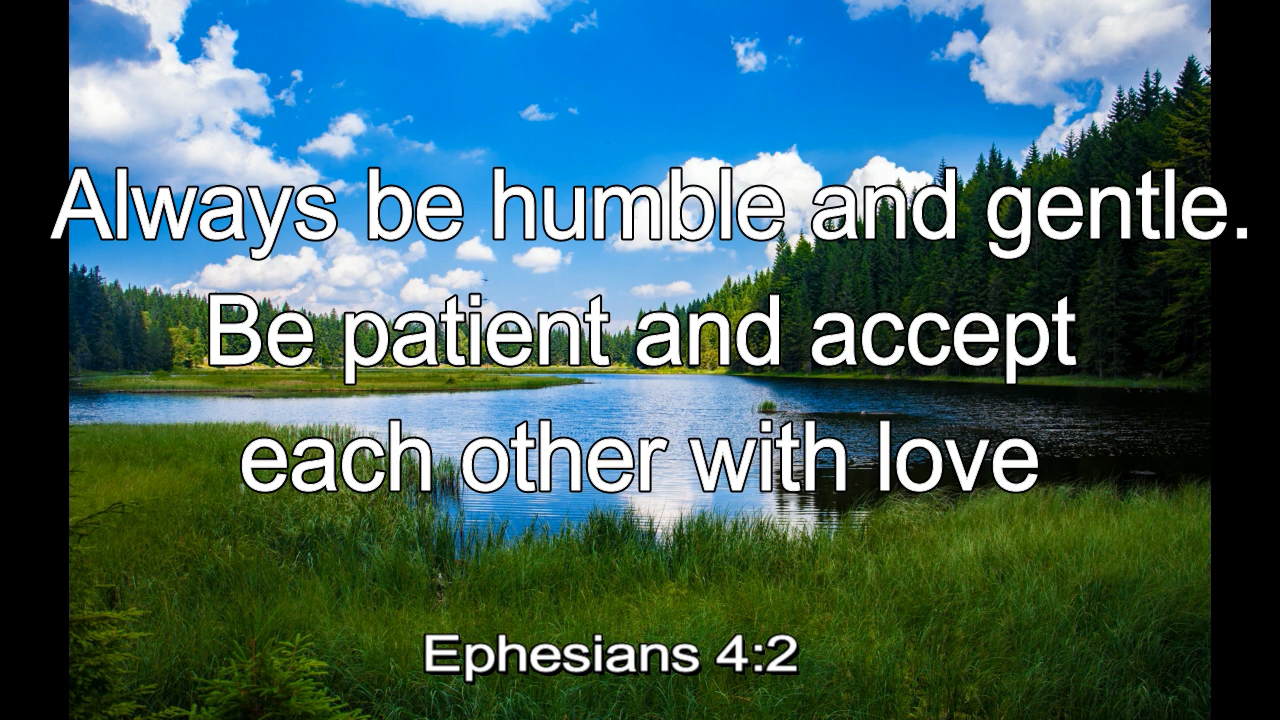 Always be humble and gentle.
Be patient and accept
each other with love
Ephesians 4:2